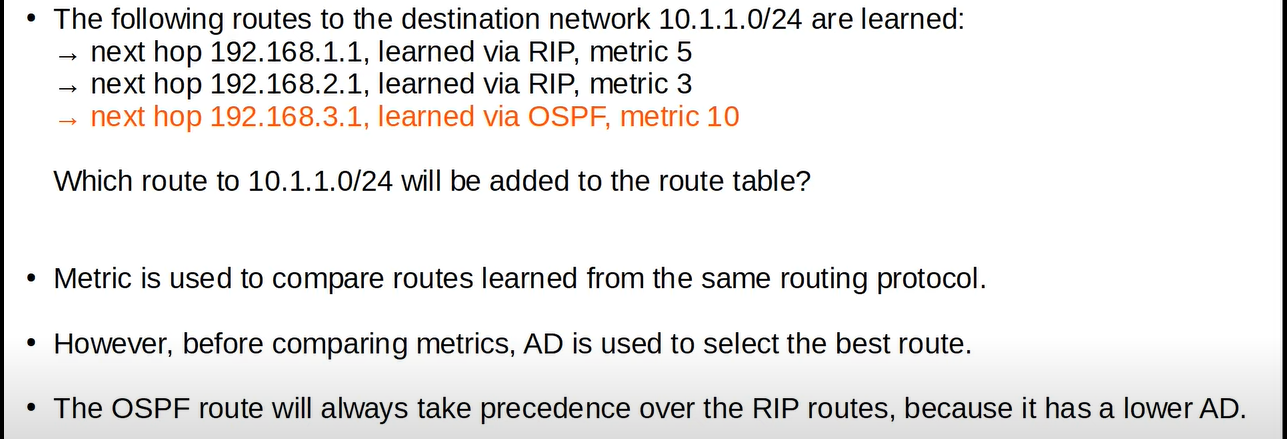 • The following routes to the destination network 10.1.1.0/24 are learned:
→ next hop 192.168.1.1, learned via RIP, metric 5
→ next hop 192.168.2.1, learned via RIP, metric 3
→ next hop 192.168.3.1, learned via OSPF, metric 10
Which route to 10.1.1.0/24 will be added to the route table?
• Metric is used to compare routes learned from the same routing protocol.
• However, before comparing metrics, AD is used to select the best route.
• The OSPF route will always take precedence over the RIP routes, because it has a lower AD.